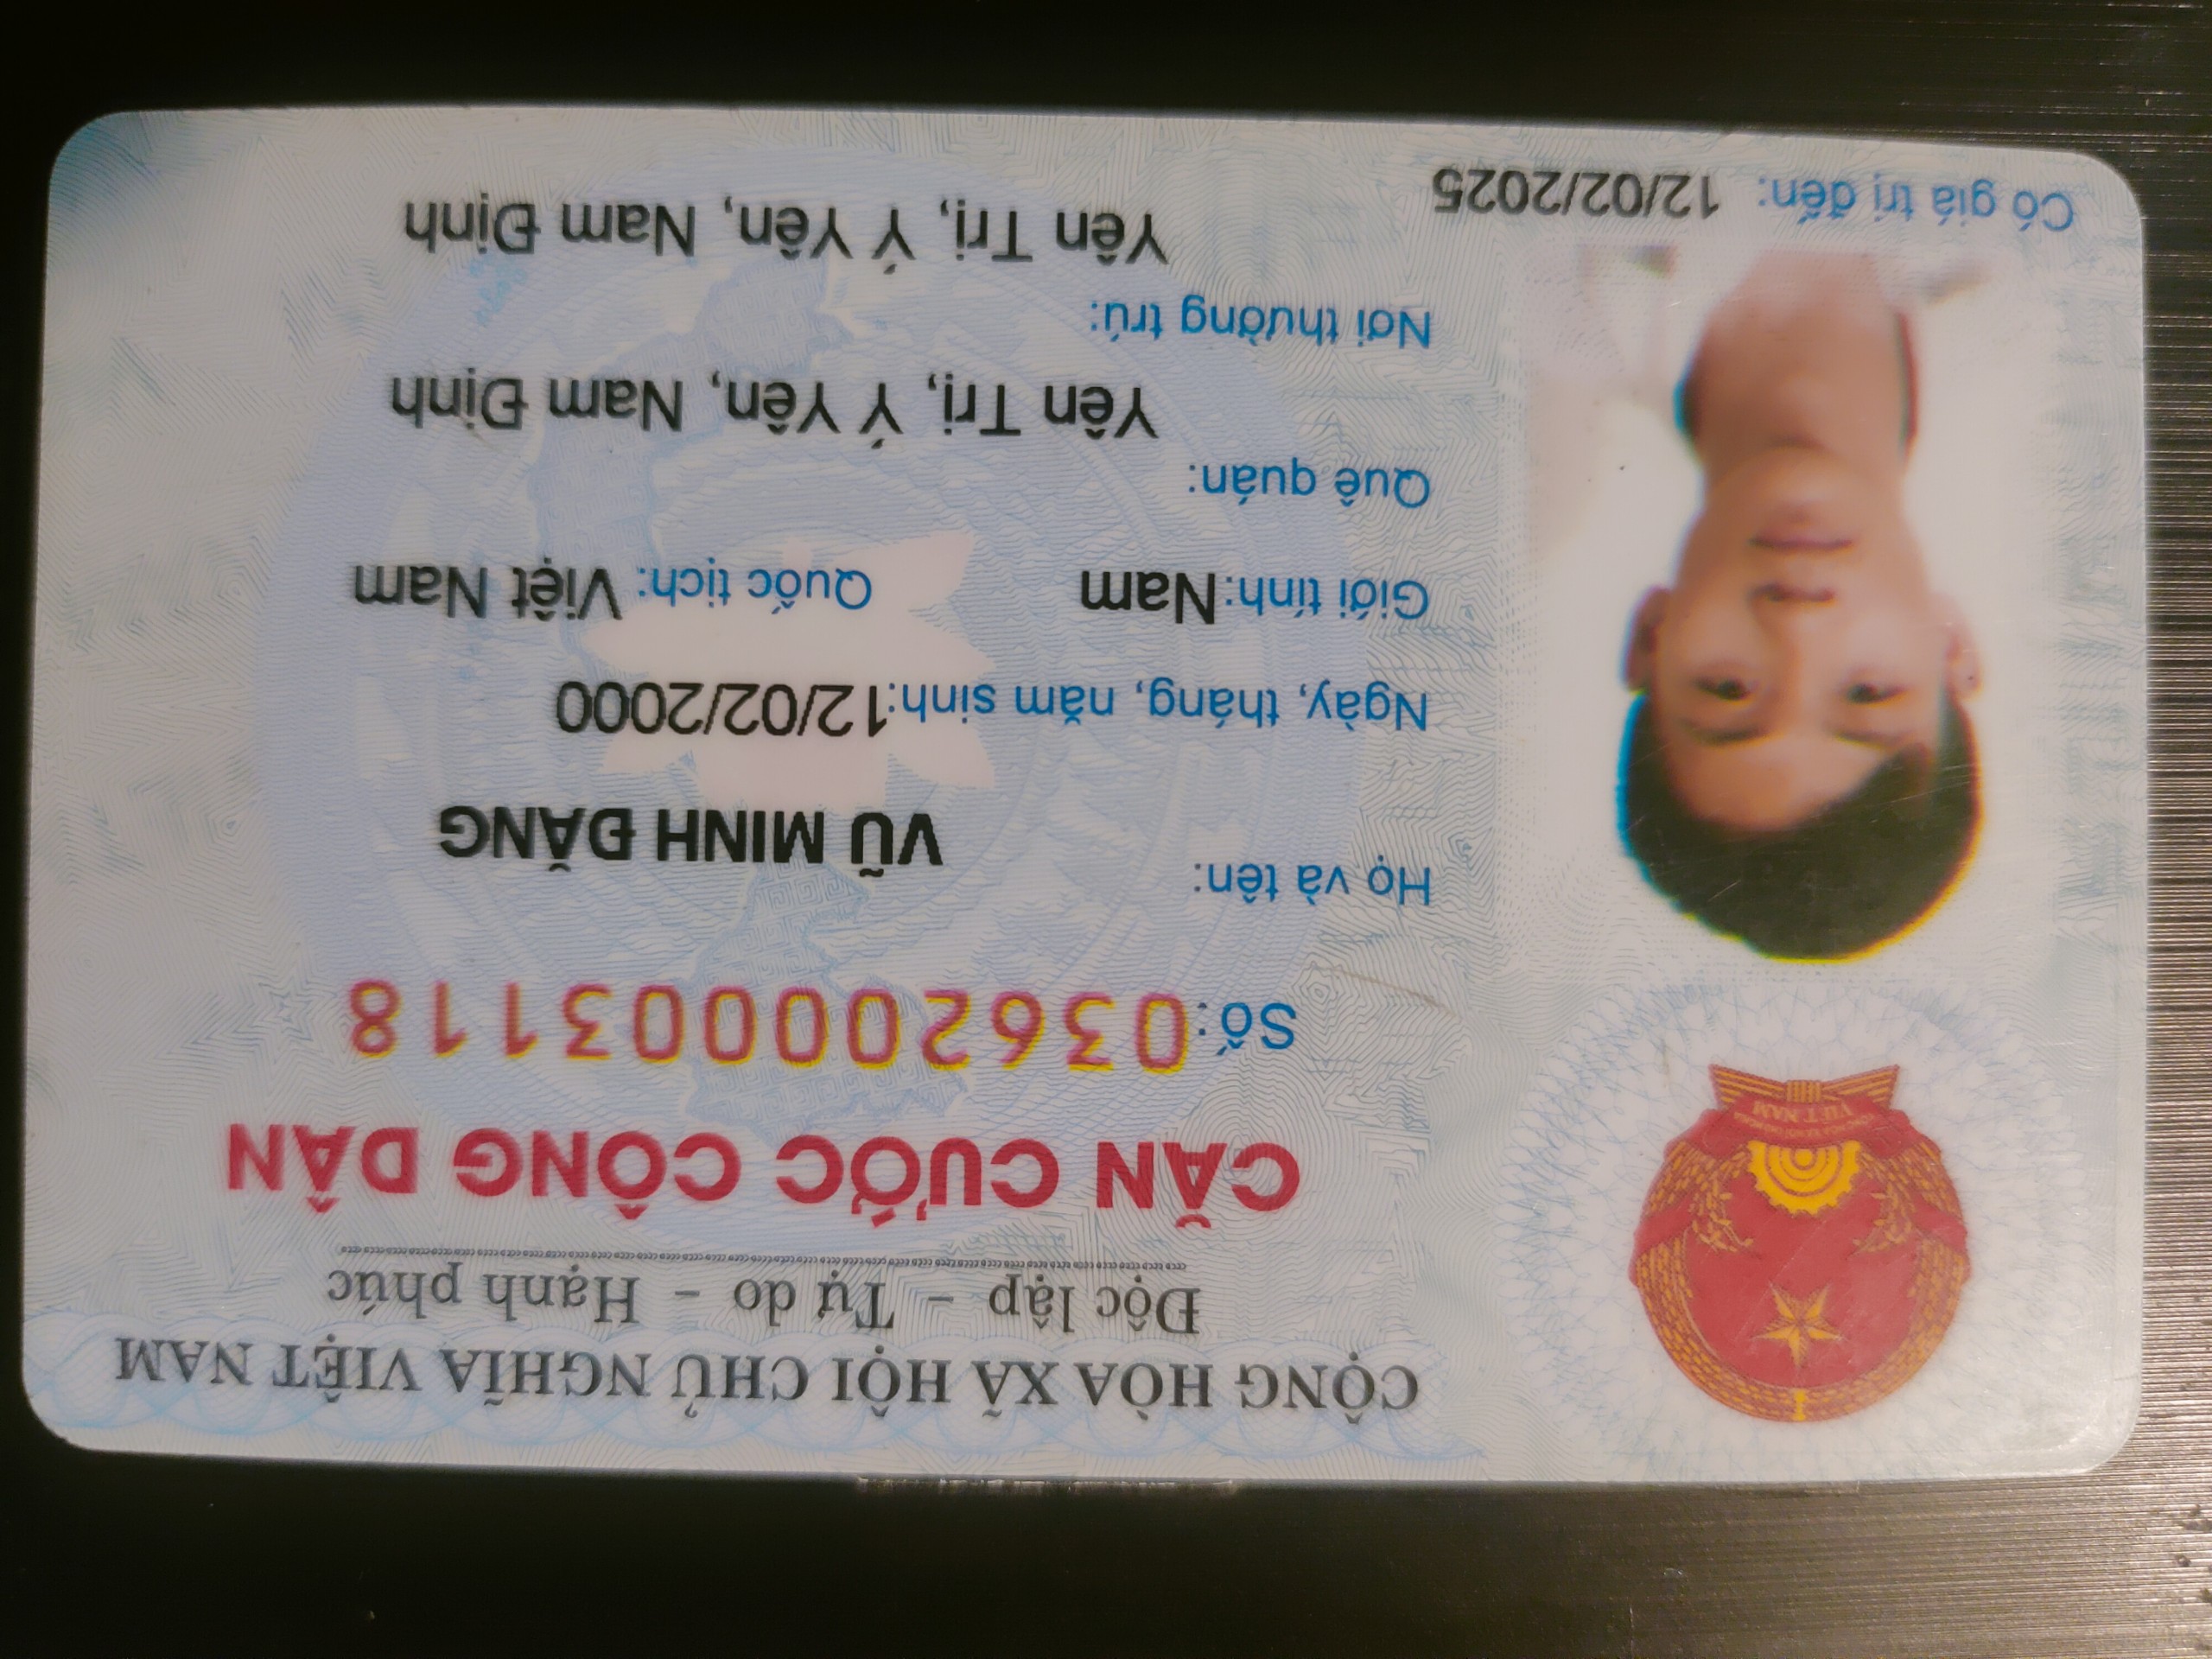 CỘNG HÒA XÃ HỘI CHỦ NGHĨA VIỆT NAM
Độc lập – Tự do – Hạnh phúc
CĂN CƯỚC CÔNG DÂN
Số: 036200003118
Họ và tên:
VŨ MINH ĐĂNG
Ngày, tháng, năm sinh: 12/02/2000
Giới tính: Nam Quốc tịch: Việt Nam
Quê quán:
Yên Trị, Ý Yên, Nam Định
Nơi thường trú:
Yên Trị, Ý Yên, Nam Định
Có giá trị đến: 12/02/2025
VIỆT NAM